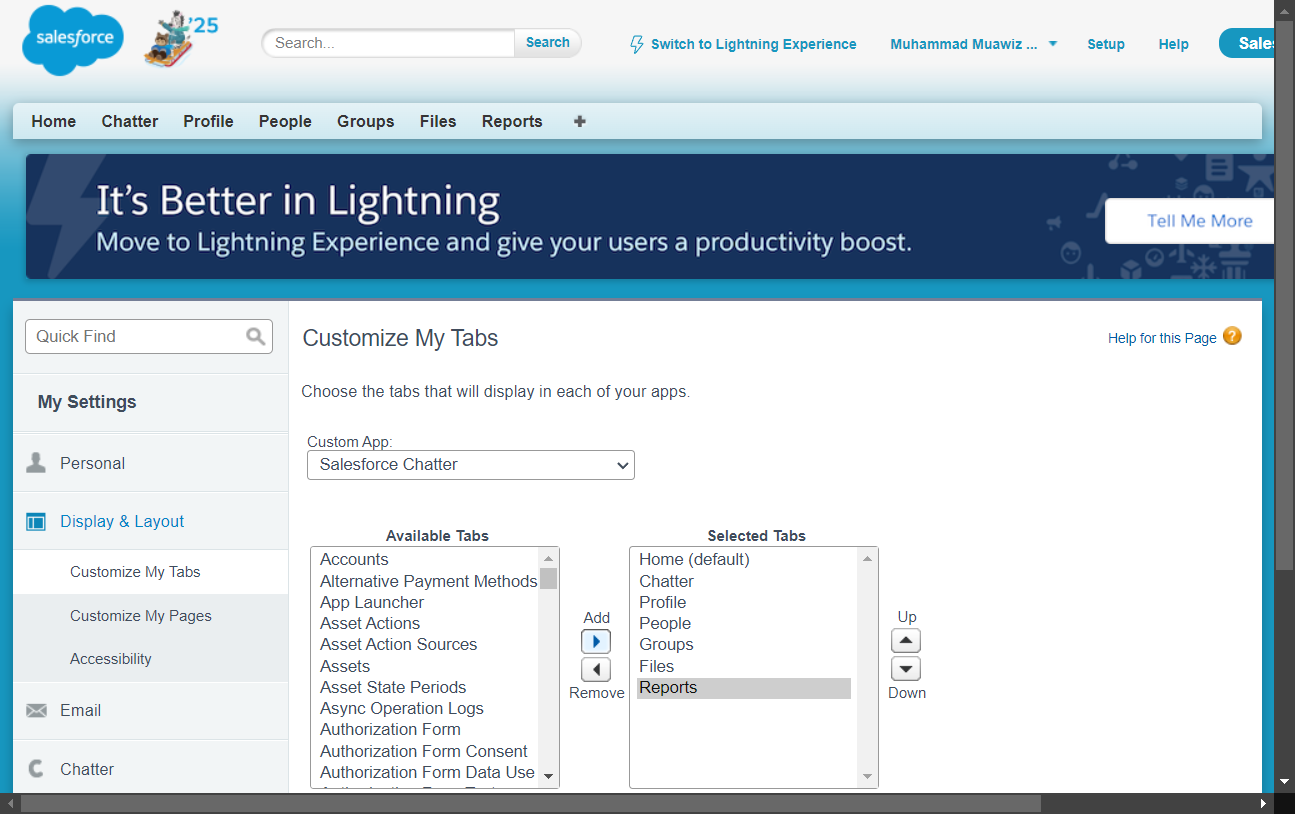 salesforce
'25
Search...
Search
Switch to Lightning Experience
Muhammad Muawiz ...
Setup
Help
Sales
Home
Chatter
Profile
People
Groups
Files
Reports
It's Better in Lightning
Move to Lightning Experience and give your users a productivity boost.
Tell Me More
Quick Find
My Settings
Personal
Display & Layout
Customize My Tabs
Customize My Pages
Accessibility
Email
Chatter
Customize My Tabs
Help for this Page
?
Choose the tabs that will display in each of your apps.
Custom App:
Salesforce Chatter
Available Tabs
Accounts
Alternative Payment Methods
App Launcher
Asset Actions
Asset Action Sources
Assets
Asset State Periods
Async Operation Logs
Authorization Form
Authorization Form Consent
Authorization Form Data Use
Add
Remove
Selected Tabs
Home (default)
Chatter
Profile
People
Groups
Files
Reports
Up
Down